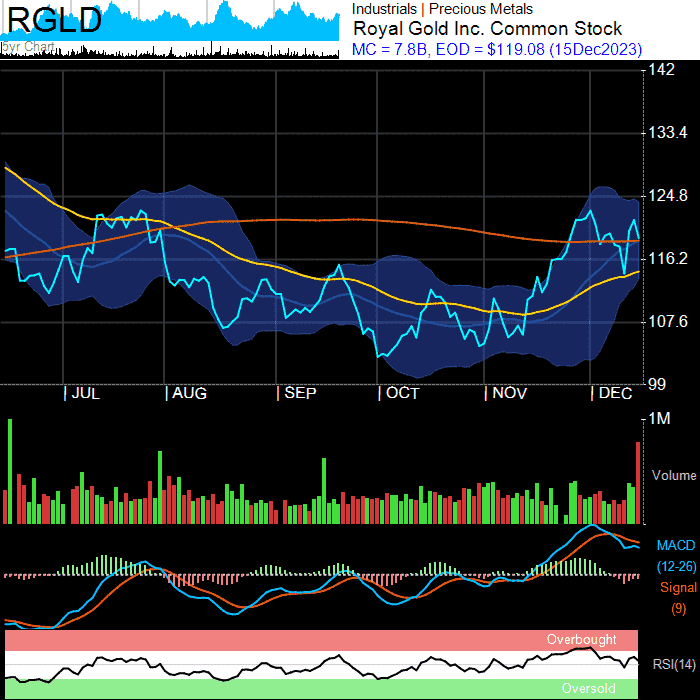 RGLD
5yr Chart
Industrials | Precious Metals
Royal Gold Inc. Common Stock
MC = 7.8B, EOD = $119.08 (15Dec2023)
142
133.4
124.8
116.2
107.6
99
| JUL | AUG | SEP | OCT | NOV | DEC
1M
Volume
MACD
(12-26)
Signal
(9)
Overbought
RSI(14)
Oversold